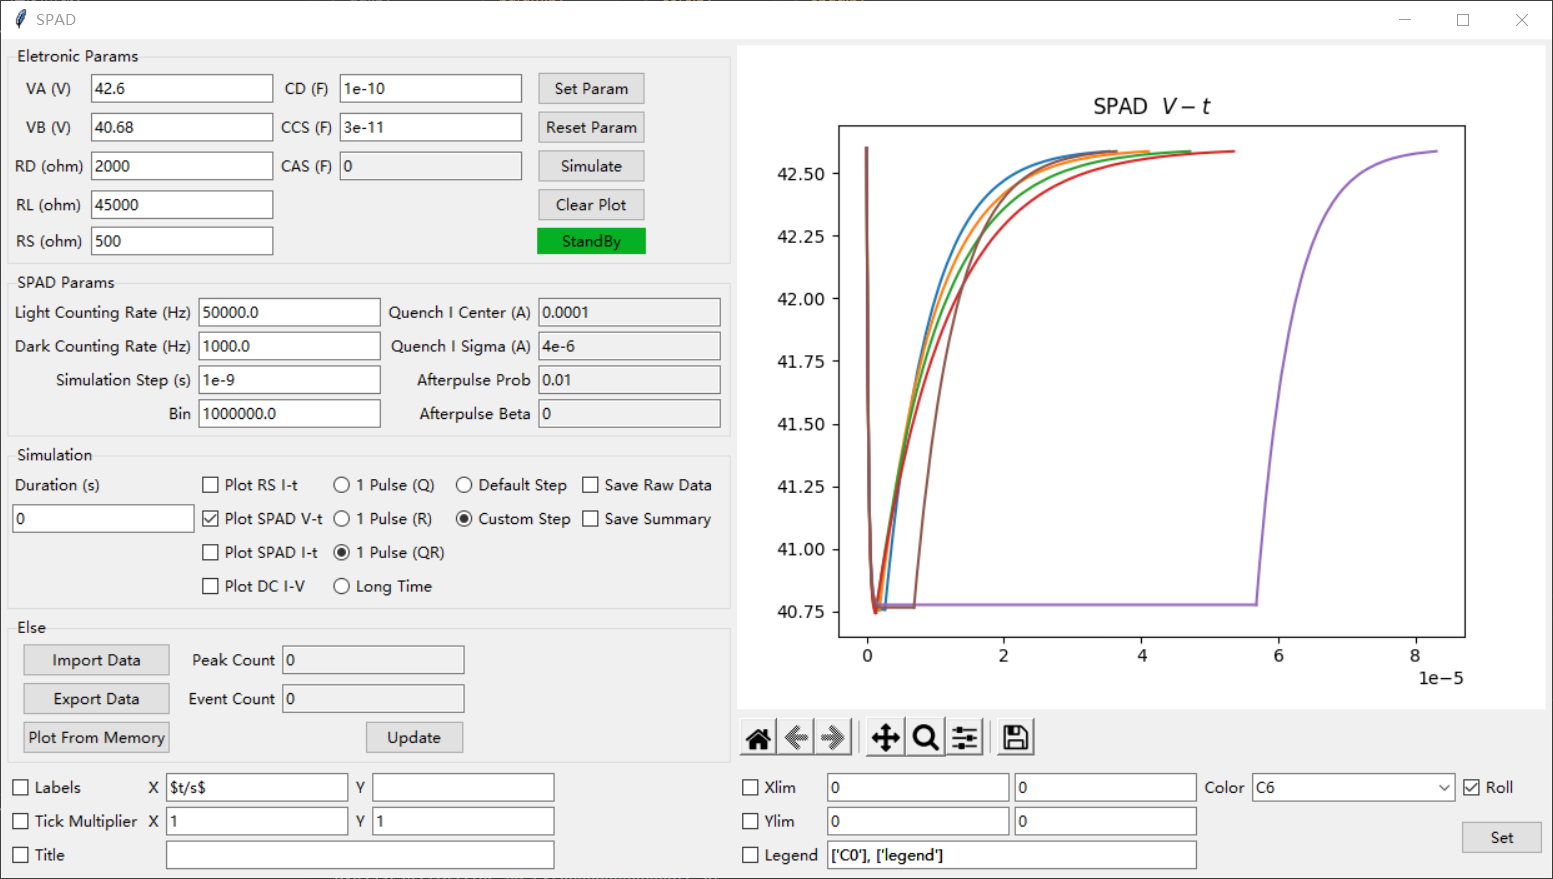 SPAD
Eletronic Params
VA (V) 42.6 CD (F) 1e-10 Set Param
VB (V) 40.68 CCS (F) 3e-11 Reset Param
RD (ohm) 2000 CAS (F) 0 Simulate
RL (ohm) 45000 Clear Plot
RS (ohm) 500 StandBy
SPAD Params
Light Counting Rate (Hz) 50000.0 Quench I Center (A) 0.0001
Dark Counting Rate (Hz) 1000.0 Quench I Sigma (A) 4e-6
Simulation Step (s) 1e-9 Afterpulse Prob 0.01
Bin 1000000.0 Afterpulse Beta 0
Simulation
Duration (s) Plot RS I-t 1 Pulse (Q) Default Step Save Raw Data
0 Plot SPAD V-t 1 Pulse (R) Custom Step Save Summary
Plot SPAD I-t 1 Pulse (QR)
Plot DC I-V Long Time
Else
Import Data Peak Count 0
Export Data Event Count 0
Plot From Memory Update
Labels X $t/s$ Y
Tick Multiplier X 1 Y 1
Title
SPAD V − t
42.50
42.25
42.00
41.75
41.50
41.25
41.00
40.75
0 2 4 6 8
1e−5
Xlim 0 0 Color C6 Roll
Ylim 0 0
Legend ['C0'], ['legend'] Set